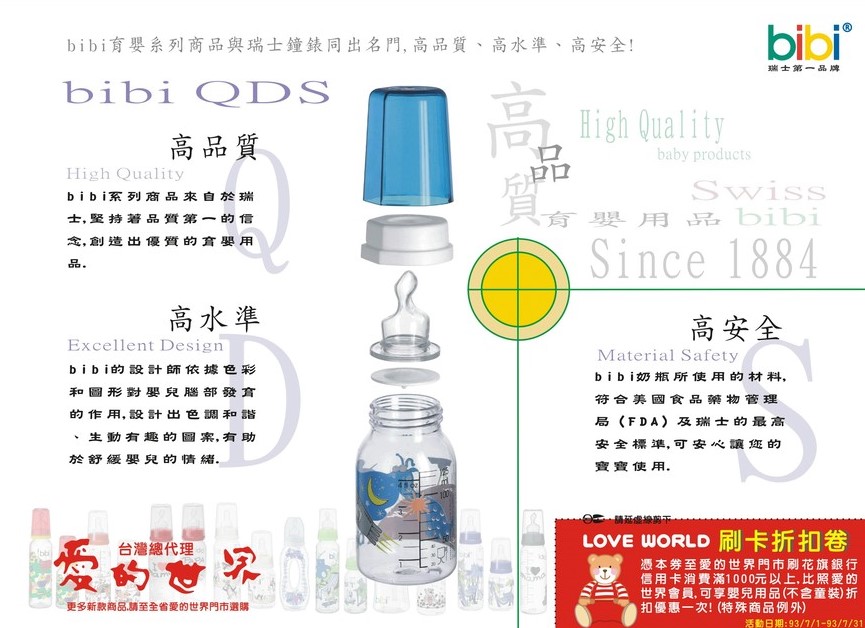 bibi育嬰系列商品與瑞士鐘錶同出名門,高品質、高水準、高安全!
bibi®
瑞士第一品牌
bibi QDS
高品質
High Quality
baby products
Swiss
育嬰用品 bibi
Since 1884
Q
高品質
High Quality
bibi系列商品來自於瑞
士,堅持著品質第一的信
念,創造出優質的育嬰用
品.
D
高水準
Excellent Design
bibi的設計師依據色彩
和圖形對嬰兒腦部發育
的作用,設計出色調和諧
、生動有趣的圖案,有助
於舒緩嬰兒的情緒.
S
高安全
Material Safety
bibi奶瓶所使用的材料,
符合美國食品藥物管理
局(FDA)及瑞士的最高
安全標準,可安心讓您的
寶寶使用.
台灣總代理
愛的世界
更多新款商品,請至全省愛的世界門市選購
請延虛線剪下
LOVE WORLD 刷卡折扣卷
憑本券至愛的世界門市刷花旗銀行
信用卡消費滿1000元以上,比照愛的
世界會員,可享嬰兒用品(不含童裝)折
扣優惠一次!(特殊商品例外)
活動日期:93/7/1-93/7/31